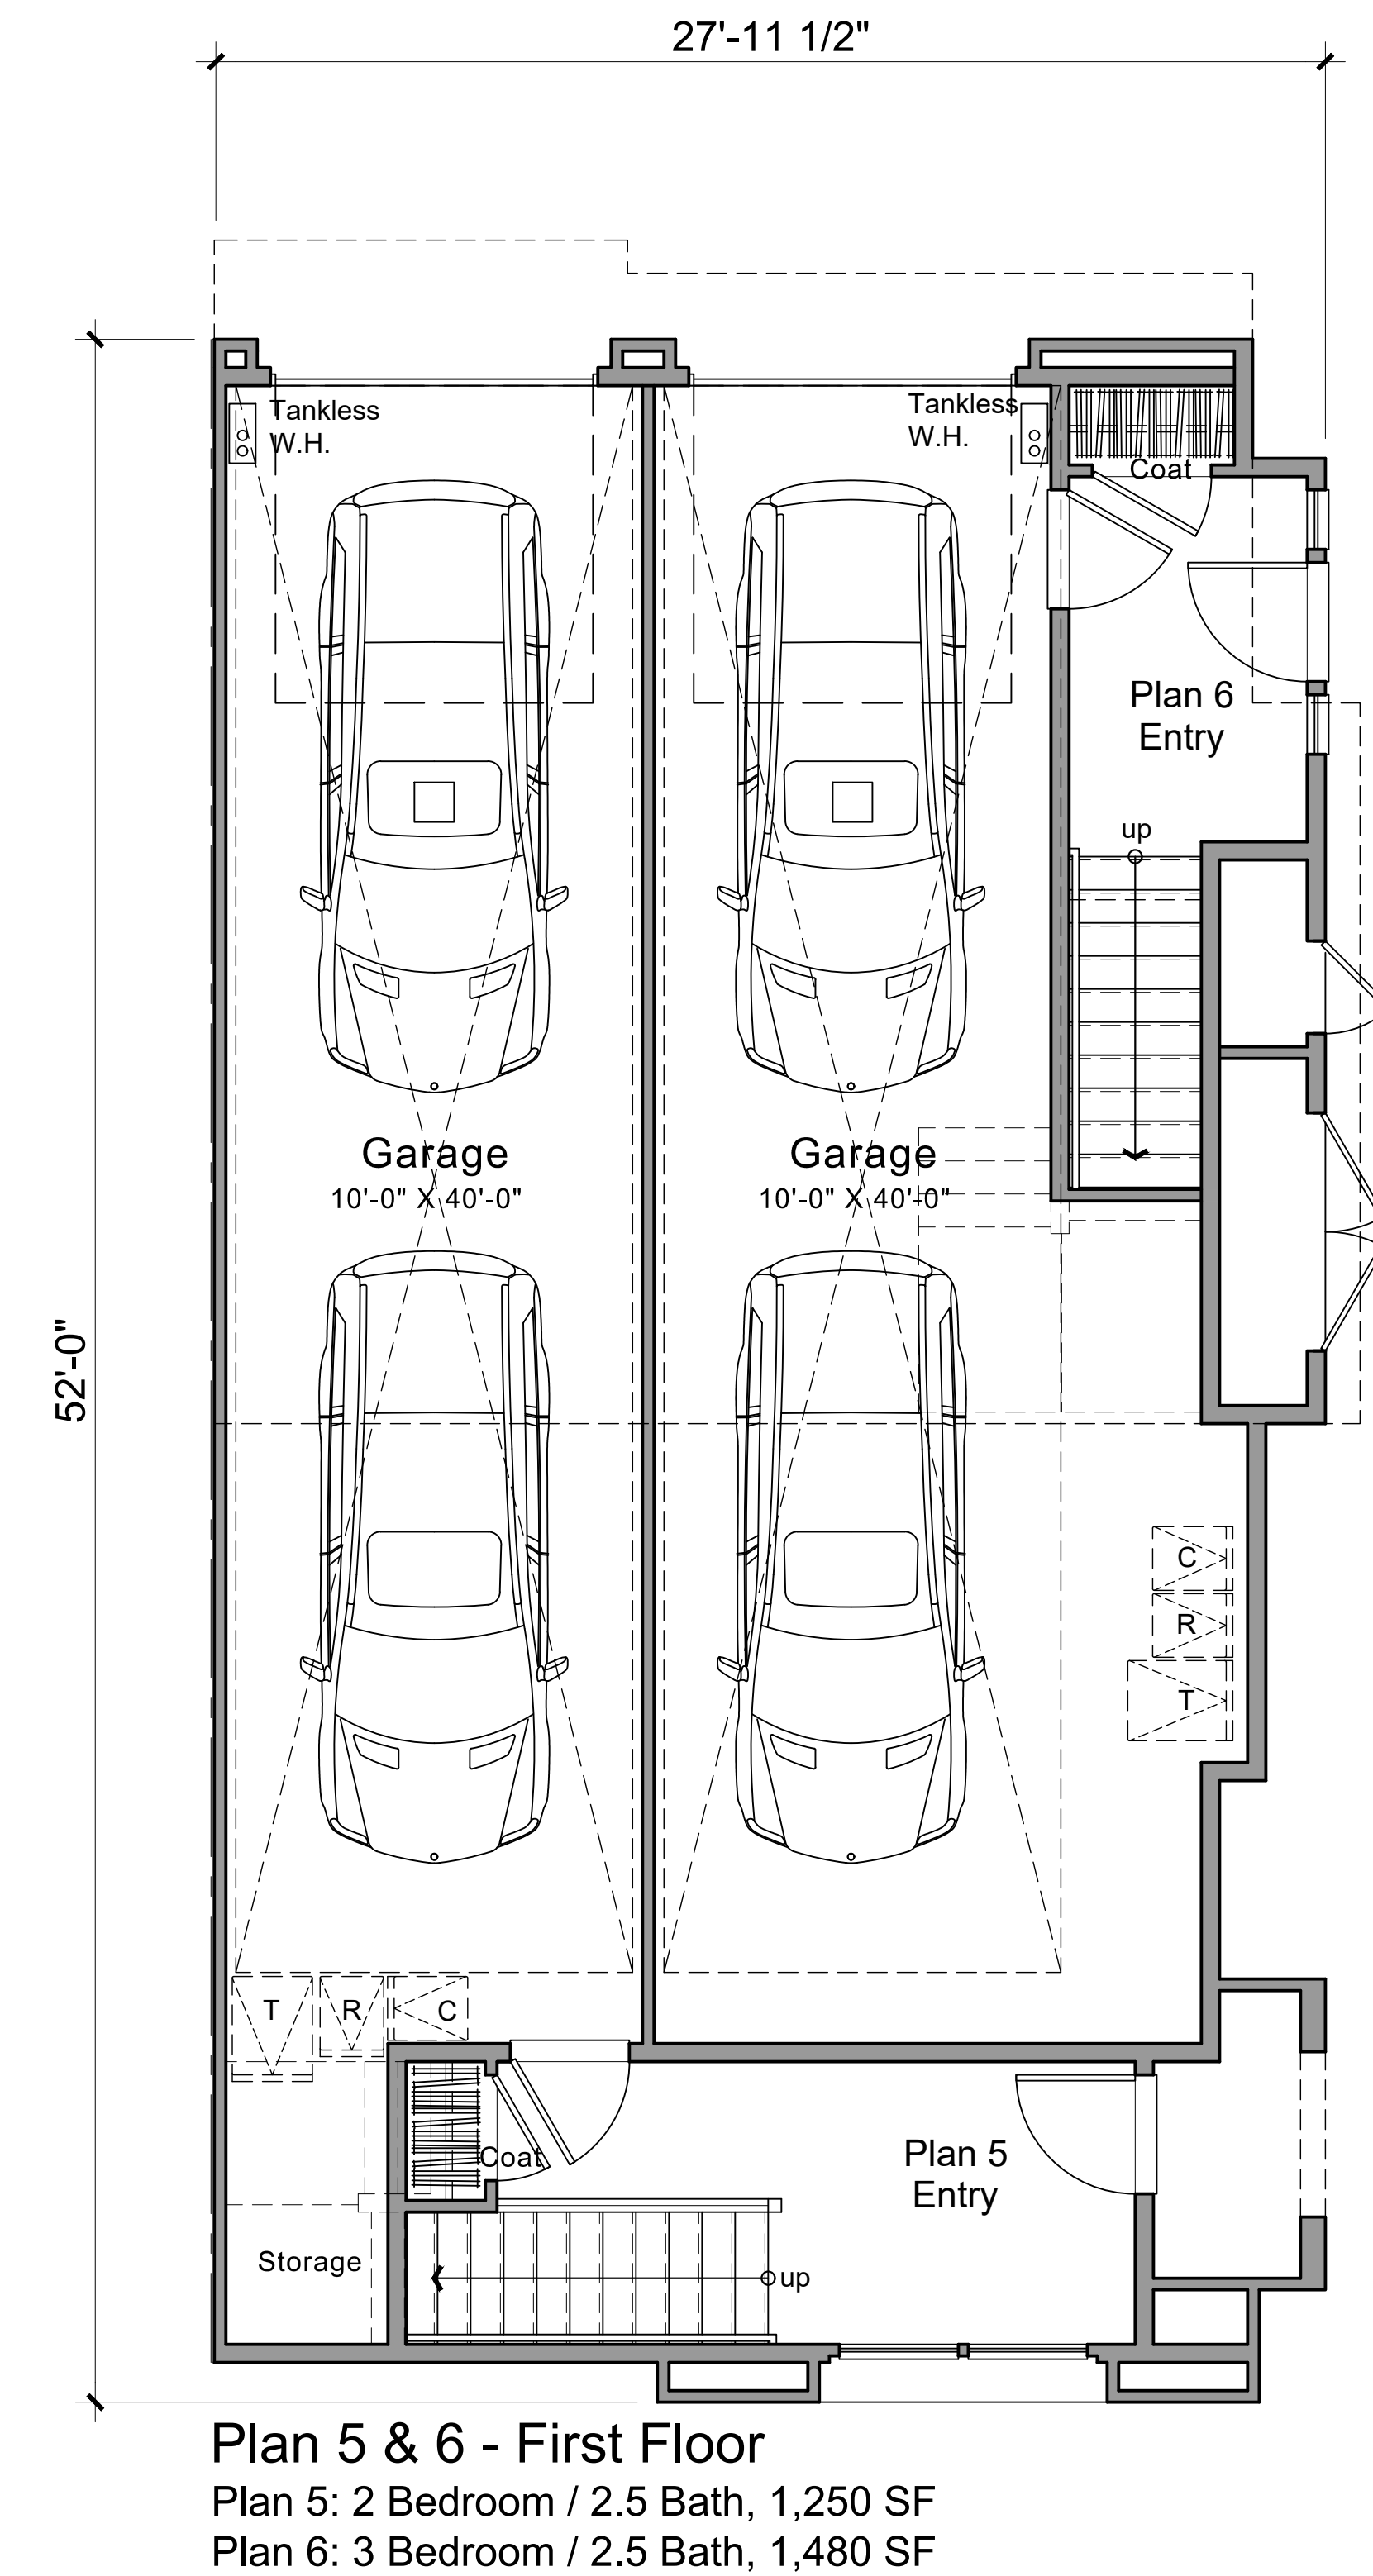 27'-11 1/2"
Tankless
W.H.
Tankless
W.H.
Coat
Plan 6
Entry
up
Garage
10'-0" X 40'-0"
Garage
10'-0" X 40'-0"
52'-0"
C
R
T
T
R
C
Coat
Plan 5
Entry
Storage
up
Plan 5 & 6 - First Floor
Plan 5: 2 Bedroom / 2.5 Bath, 1,250 SF
Plan 6: 3 Bedroom / 2.5 Bath, 1,480 SF